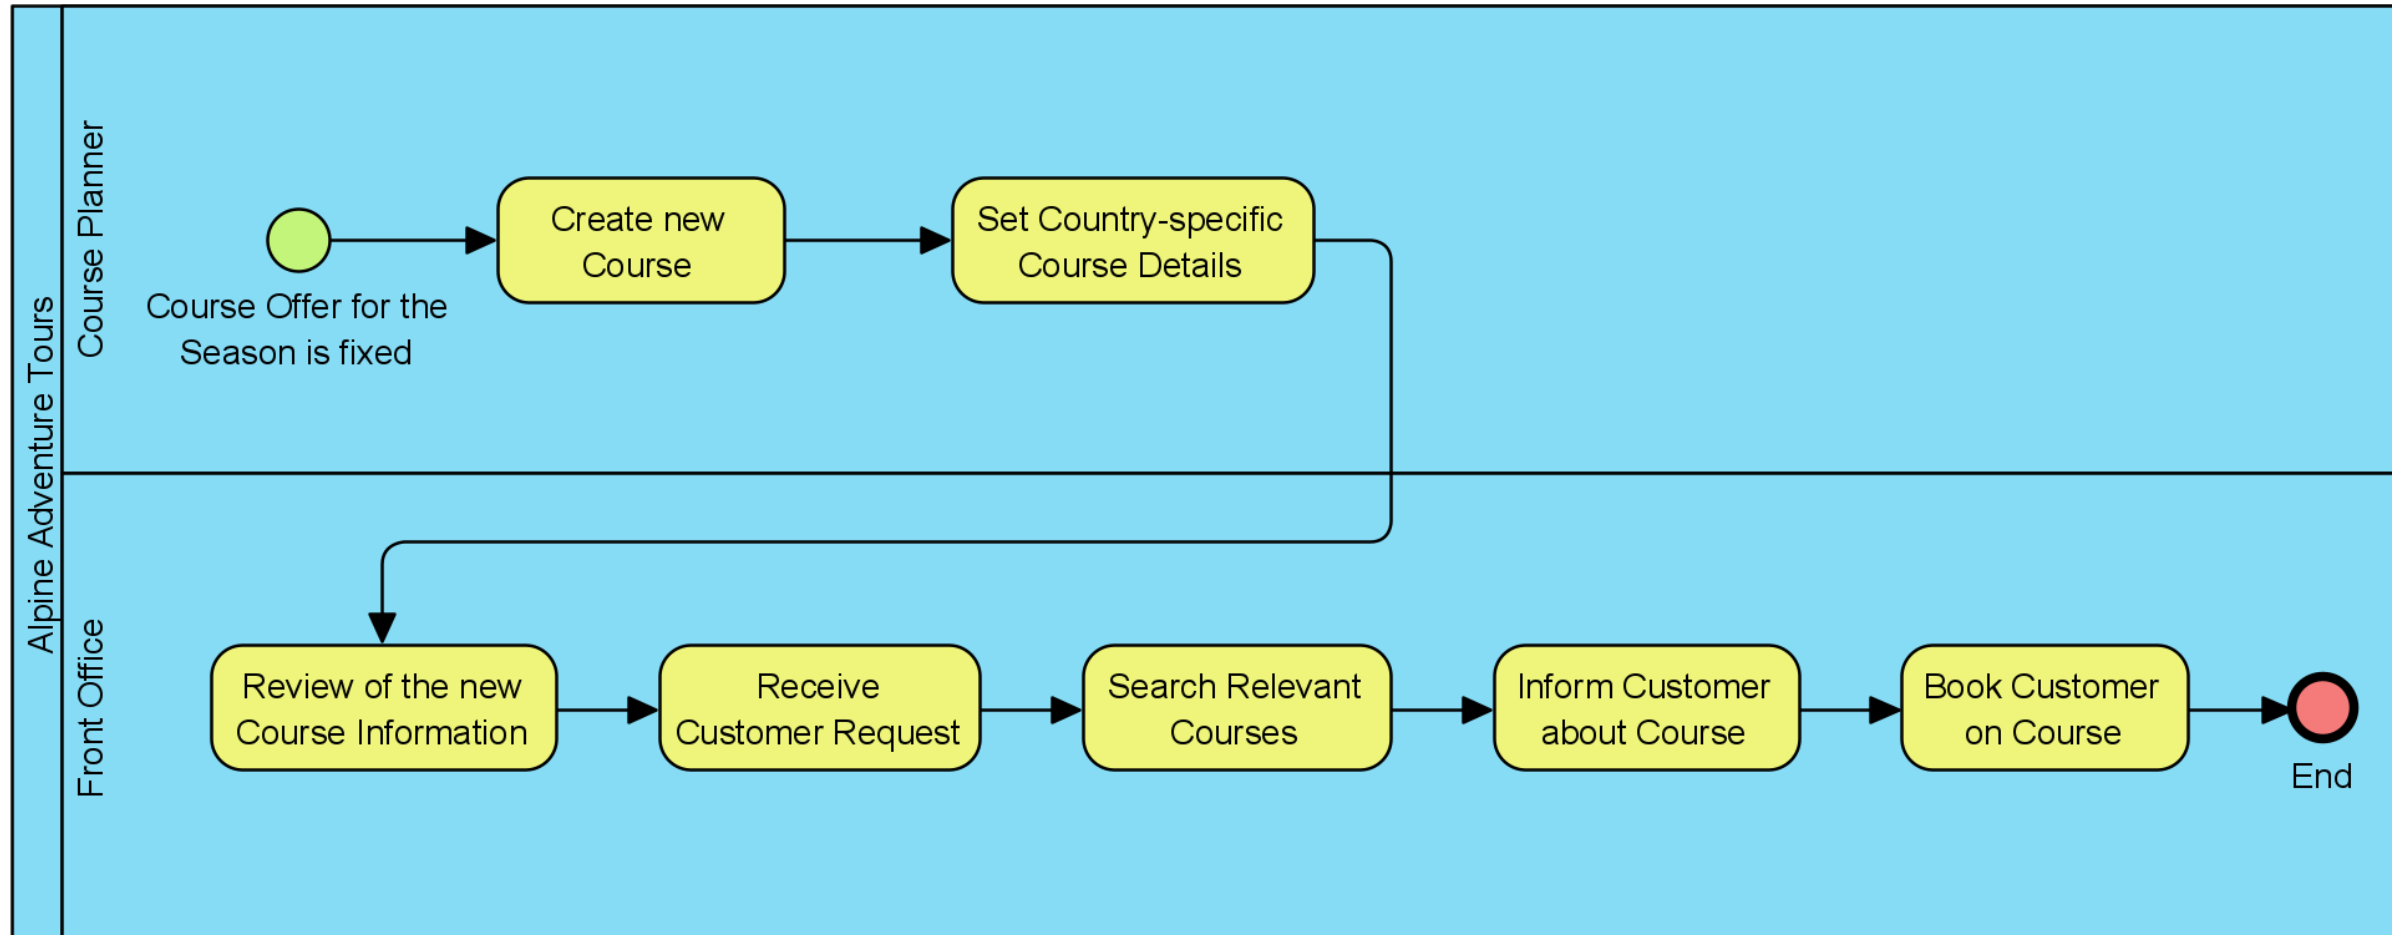 Alpine Adventure Tours
Course Planner
Course Offer for the
Season is fixed
Create new
Course
Set Country-specific
Course Details
Front Office
Review of the new
Course Information
Receive
Customer Request
Search Relevant
Courses
Inform Customer
about Course
Book Customer
on Course
End